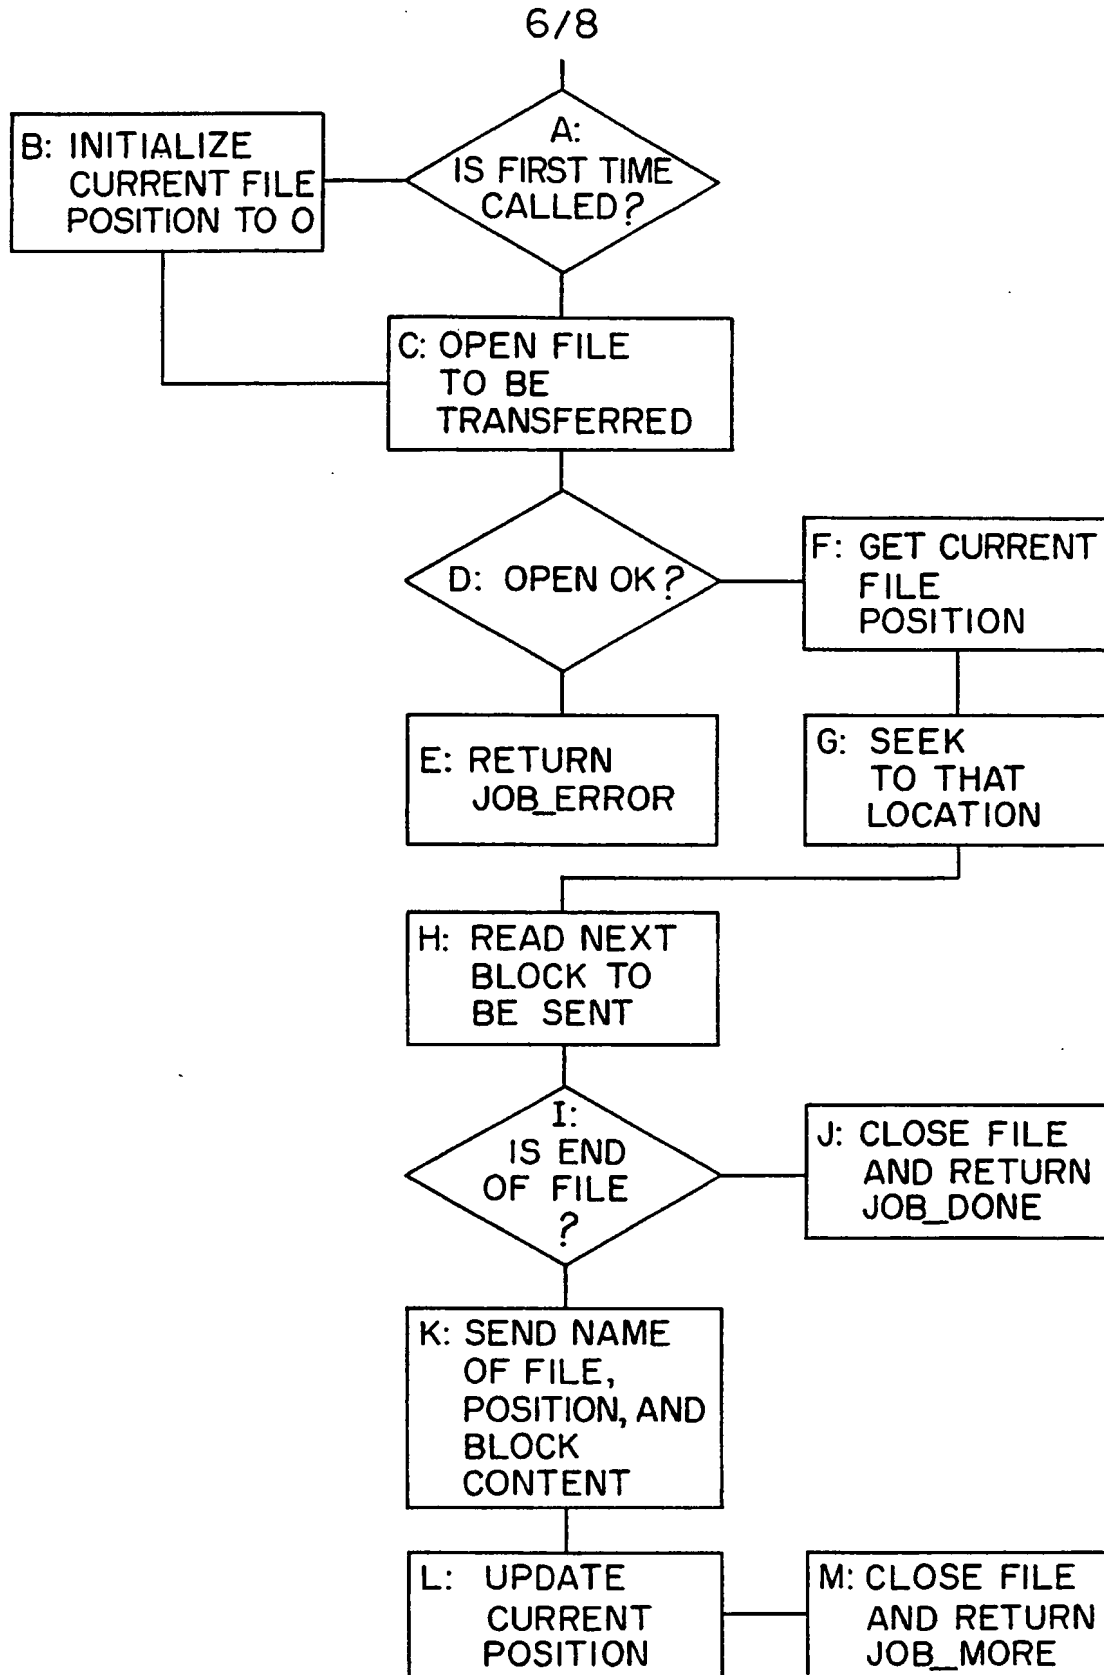 6/8
A:
IS FIRST TIME
CALLED?
B: INITIALIZE
CURRENT FILE
POSITION TO 0
C: OPEN FILE
TO BE
TRANSFERRED
D: OPEN OK?
F: GET CURRENT
FILE
POSITION
E: RETURN
JOB_ERROR
G: SEEK
TO THAT
LOCATION
H: READ NEXT
BLOCK TO
BE SENT
I:
IS END
OF FILE
?
J: CLOSE FILE
AND RETURN
JOB_DONE
K: SEND NAME
OF FILE,
POSITION, AND
BLOCK
CONTENT
L: UPDATE
CURRENT
POSITION
M: CLOSE FILE
AND RETURN
JOB_MORE